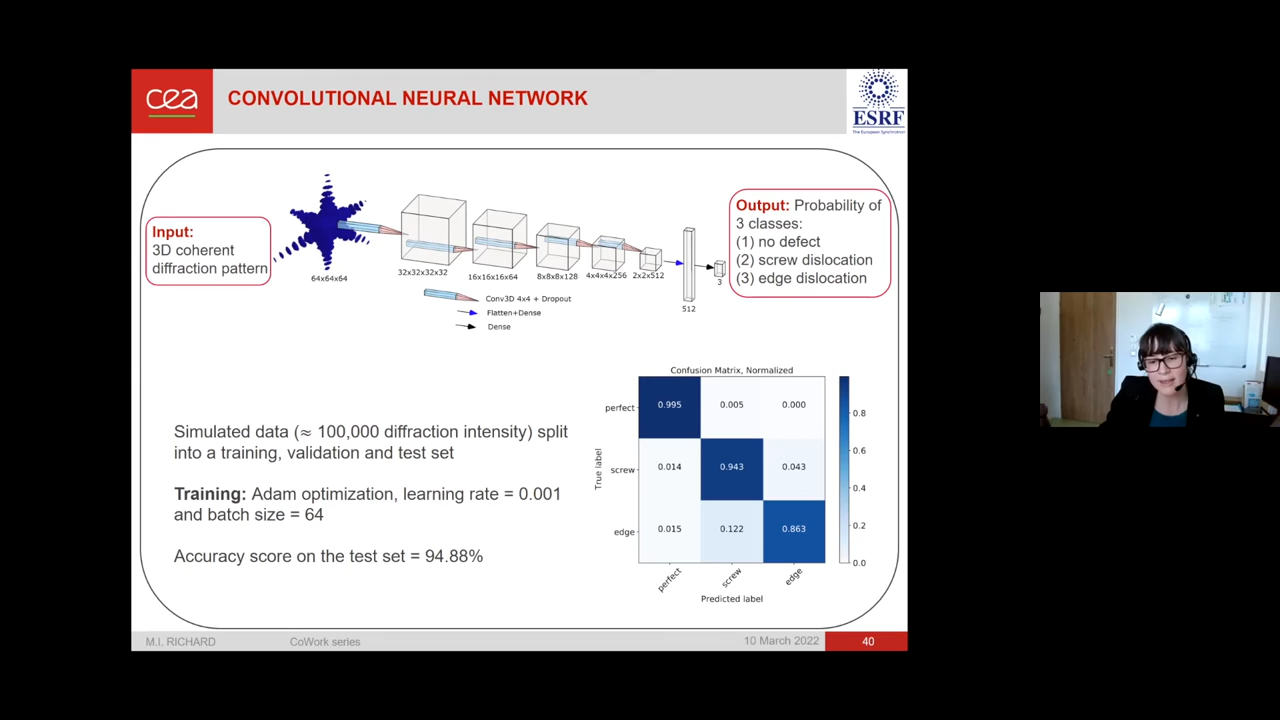 cea
CONVOLUTIONAL NEURAL NETWORK
ESRF
The European Synchrotron
Input:
3D coherent
diffraction pattern
64x64x64
32x32x32x32
16x16x16x64
8x8x8x128
4x4x4x256
2x2x512
512
3
Conv3D 4x4 + Dropout
Flatten+Dense
Dense
Output: Probability of
3 classes:
(1) no defect
(2) screw dislocation
(3) edge dislocation
Simulated data (≈ 100,000 diffraction intensity) split
into a training, validation and test set
Training: Adam optimization, learning rate = 0.001
and batch size = 64
Accuracy score on the test set = 94.88%
Confusion Matrix, Normalized
True label
perfect
0.995
0.005
0.000
screw
0.014
0.943
0.043
edge
0.015
0.122
0.863
perfect
screw
edge
Predicted label
0.8
0.6
0.4
0.2
0.0
M.I. RICHARD
CoWork series
10 March 2022
40